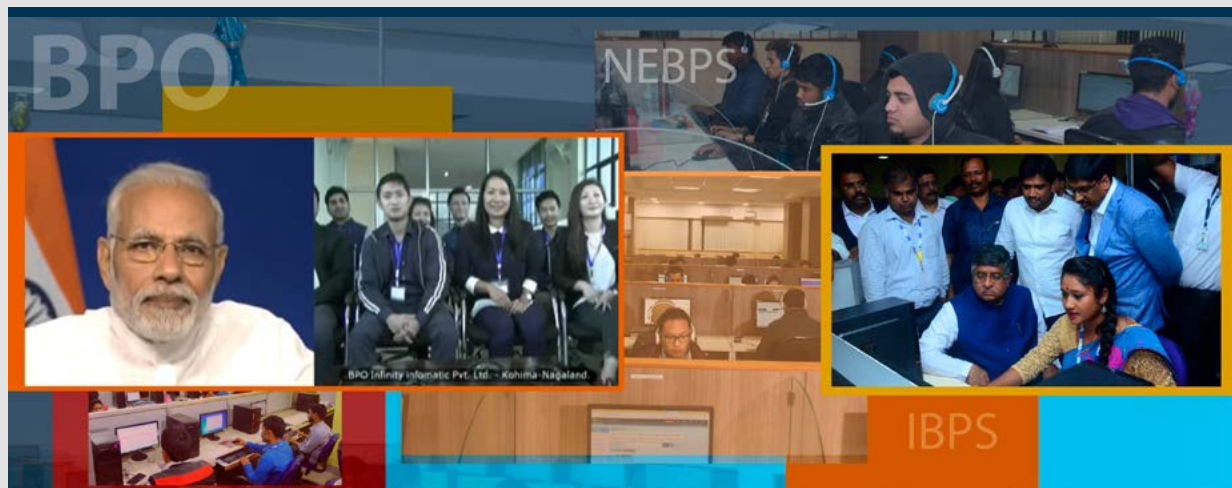 BPO
NEBPS
BPO Infinity Infomatic Pvt. Ltd. - Kohima-Nagaland.
IBPS